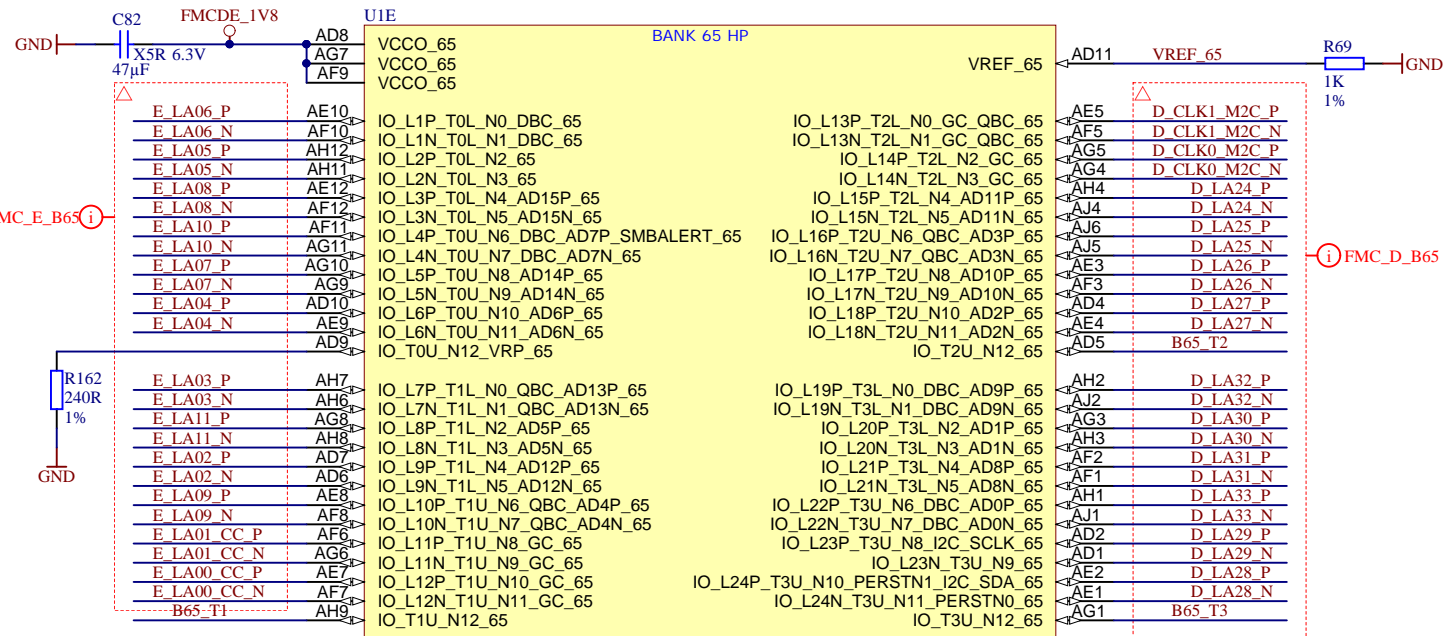 C82
FMCDE_1V8
U1E
BANK 65 HP
GND
X5R 6.3V
47µF
AD8 VCCO_65
AG7 VCCO_65
AF9 VCCO_65
VREF_65 AD11 VREF_65
R69
1K
1%
GND
E_LA06_P AE10 IO_L1P_T0L_N0_DBC_65 IO_L13P_T2L_N0_GC_QBC_65 AE5 D_CLK1_M2C_P
E_LA06_N AF10 IO_L1N_T0L_N1_DBC_65 IO_L13N_T2L_N1_GC_QBC_65 AF5 D_CLK1_M2C_N
E_LA05_P AH12 IO_L2P_T0L_N2_65 IO_L14P_T2L_N2_GC_65 AG5 D_CLK0_M2C_P
E_LA05_N AH11 IO_L2N_T0L_N3_65 IO_L14N_T2L_N3_GC_65 AG4 D_CLK0_M2C_N
E_LA08_P AE12 IO_L3P_T0L_N4_AD15P_65 IO_L15P_T2L_N4_AD11P_65 AH4 D_LA24_P
E_LA08_N AF12 IO_L3N_T0L_N5_AD15N_65 IO_L15N_T2L_N5_AD11N_65 AJ4 D_LA24_N
MC_E_B65 i
E_LA10_P AF11 IO_L4P_T0U_N6_DBC_AD7P_SMBALERT_65 IO_L16P_T2U_N6_QBC_AD3P_65 AJ6 D_LA25_P
E_LA10_N AG11 IO_L4N_T0U_N7_DBC_AD7N_65 IO_L16N_T2U_N7_QBC_AD3N_65 AJ5 D_LA25_N
i FMC_D_B65
E_LA07_P AG10 IO_L5P_T0U_N8_AD14P_65 IO_L17P_T2U_N8_AD10P_65 AE3 D_LA26_P
E_LA07_N AG9 IO_L5N_T0U_N9_AD14N_65 IO_L17N_T2U_N9_AD10N_65 AF3 D_LA26_N
E_LA04_P AD10 IO_L6P_T0U_N10_AD6P_65 IO_L18P_T2U_N10_AD2P_65 AD4 D_LA27_P
E_LA04_N AE9 IO_L6N_T0U_N11_AD6N_65 IO_L18N_T2U_N11_AD2N_65 AE4 D_LA27_N
AD9 IO_T0U_N12_VRP_65 IO_T2U_N12_65 AD5 B65_T2
R162
240R
1%
GND
E_LA03_P AH7 IO_L7P_T1L_N0_QBC_AD13P_65 IO_L19P_T3L_N0_DBC_AD9P_65 AH2 D_LA32_P
E_LA03_N AH6 IO_L7N_T1L_N1_QBC_AD13N_65 IO_L19N_T3L_N1_DBC_AD9N_65 AJ2 D_LA32_N
E_LA11_P AG8 IO_L8P_T1L_N2_AD5P_65 IO_L20P_T3L_N2_AD1P_65 AG3 D_LA30_P
E_LA11_N AH8 IO_L8N_T1L_N3_AD5N_65 IO_L20N_T3L_N3_AD1N_65 AH3 D_LA30_N
E_LA02_P AD7 IO_L9P_T1L_N4_AD12P_65 IO_L21P_T3L_N4_AD8P_65 AF2 D_LA31_P
E_LA02_N AD6 IO_L9N_T1L_N5_AD12N_65 IO_L21N_T3L_N5_AD8N_65 AF1 D_LA31_N
E_LA09_P AE8 IO_L10P_T1U_N6_QBC_AD4P_65 IO_L22P_T3U_N6_DBC_AD0P_65 AH1 D_LA33_P
E_LA09_N AF8 IO_L10N_T1U_N7_QBC_AD4N_65 IO_L22N_T3U_N7_DBC_AD0N_65 AJ1 D_LA33_N
E_LA01_CC_P AF6 IO_L11P_T1U_N8_GC_65 IO_L23P_T3U_N8_I2C_SCLK_65 AD2 D_LA29_P
E_LA01_CC_N AG6 IO_L11N_T1U_N9_GC_65 IO_L23N_T3U_N9_65 AD1 D_LA29_N
E_LA00_CC_P AE7 IO_L12P_T1U_N10_GC_65 IO_L24P_T3U_N10_PERSTN1_I2C_SDA_65 AE2 D_LA28_P
E_LA00_CC_N AF7 IO_L12N_T1U_N11_GC_65 IO_L24N_T3U_N11_PERSTN0_65 AE1 D_LA28_N
B65_T1 AH9 IO_T1U_N12_65 IO_T3U_N12_65 AG1 B65_T3